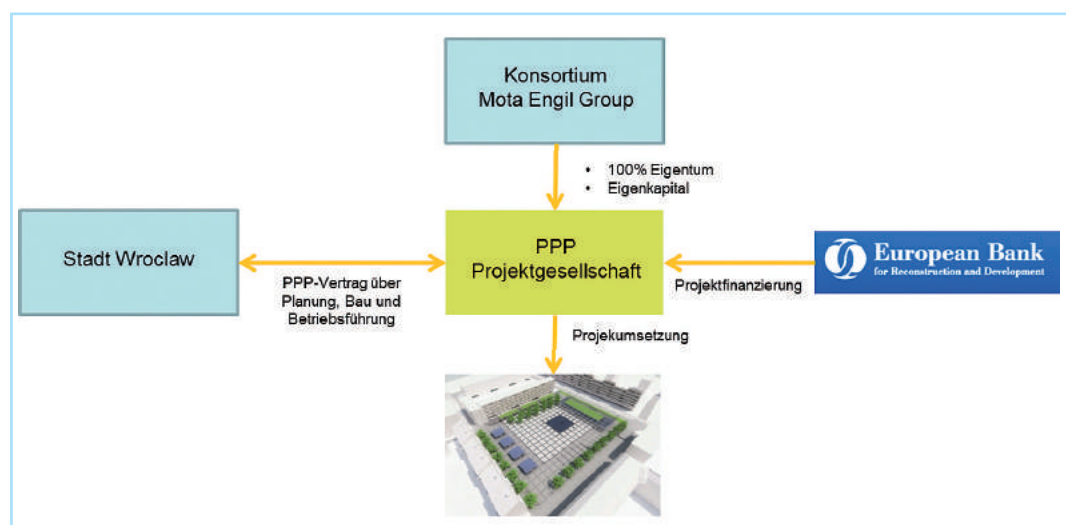 Konsortium
Mota Engil Group
• 100% Eigentum
• Eigenkapital
Stadt Wroclaw
PPP-Vertrag über
Planung, Bau und
Betriebsführung
PPP
Projektgesellschaft
Projektfinanzierung
European Bank
for Reconstruction and Development
Projekumsetzung